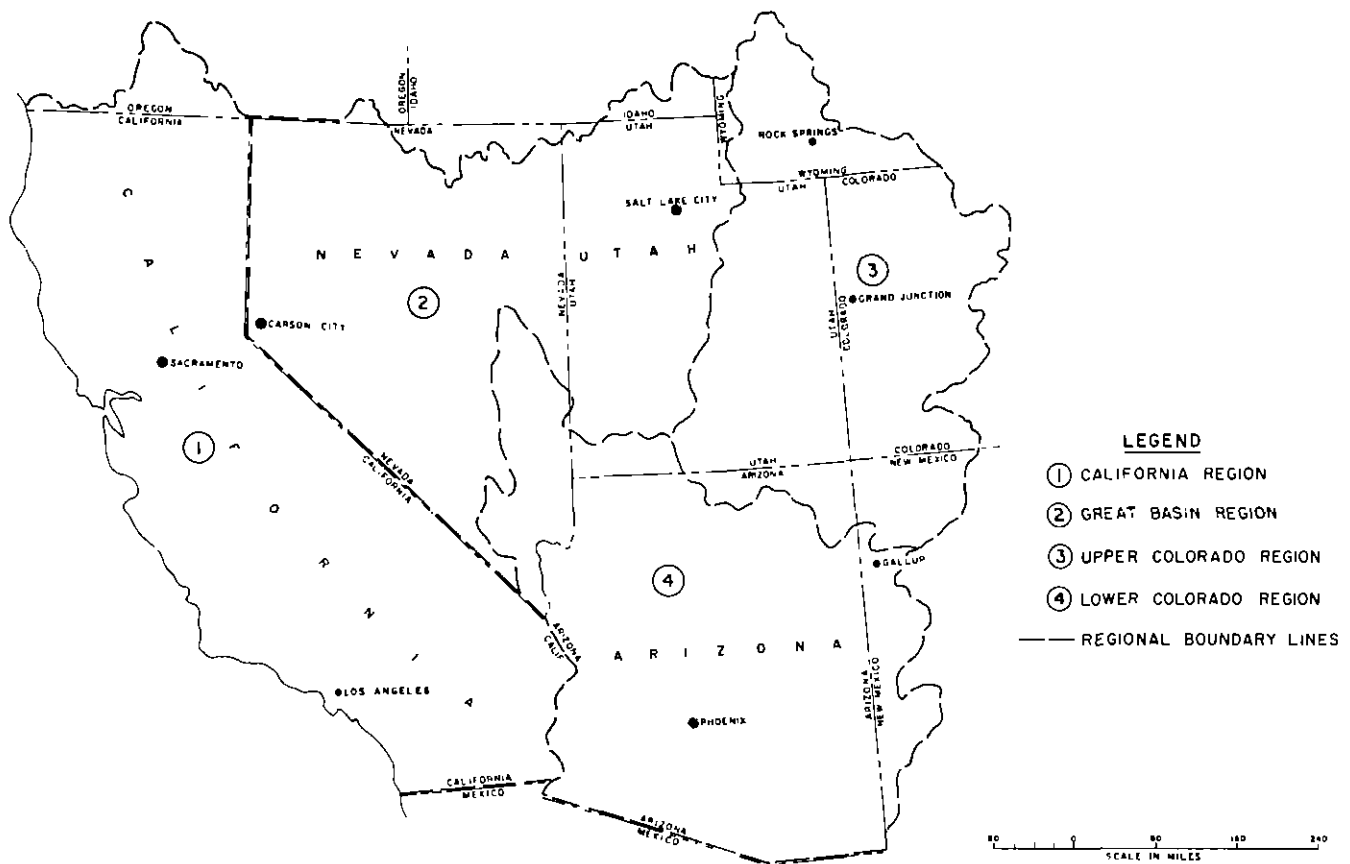 OREGON
CALIFORNIA
OREGON
IDAHO
NEVADA
IDAHO
UTAH
WYOMING
ROCK SPRINGS
WYOMING
UTAH COLORADO
SALT LAKE CITY
NEVADA
UTAH
CALIFORNIA
2
NEVADA
UTAH
3
GRAND JUNCTION
UTAH
COLORADO
CARSON CITY
SACRAMENTO
1
NEVADA
CALIFORNIA
UTAH
ARIZONA
COLORADO
NEW MEXICO
GALLUP
4
ARIZONA
CALIF
ARIZONA
LOS ANGELES
PHOENIX
ARIZONA
NEW MEXICO
CALIFORNIA
MEXICO
ARIZONA
MEXICO
LEGEND
1 CALIFORNIA REGION
2 GREAT BASIN REGION
3 UPPER COLORADO REGION
4 LOWER COLORADO REGION
REGIONAL BOUNDARY LINES
80 0 80 160 240
SCALE IN MILES